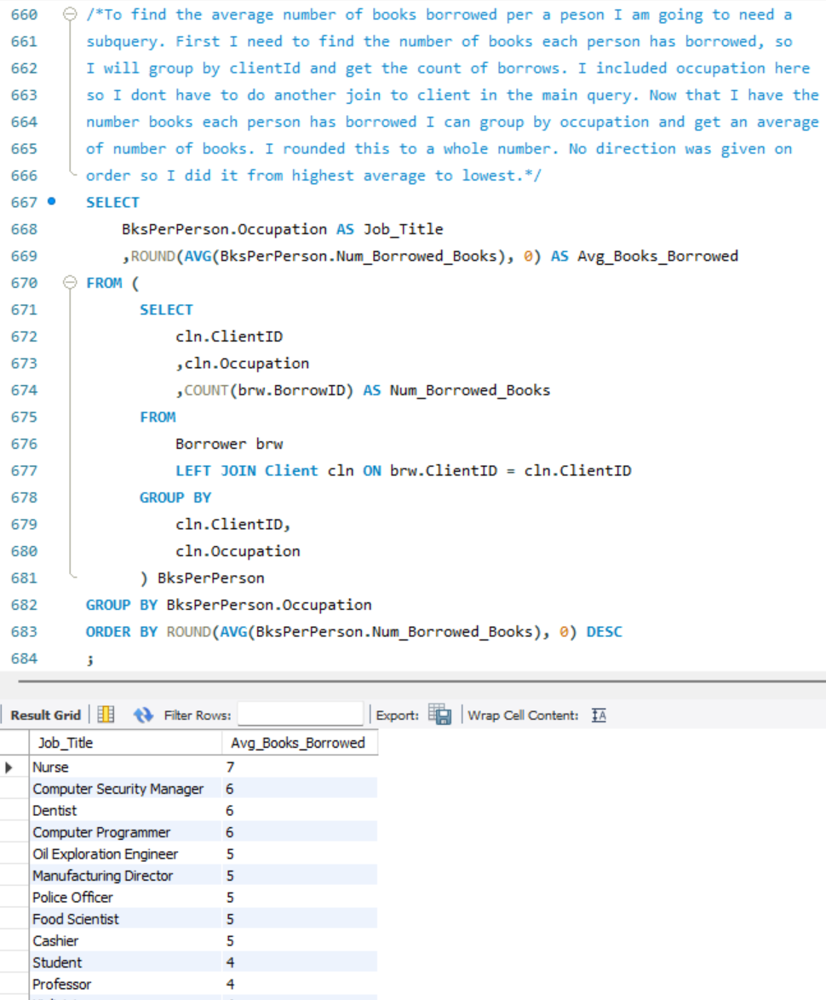 660 /*To find the average number of books borrowed per a peson I am going to need a
661 subquery. First I need to find the number of books each person has borrowed, so
662 I will group by clientId and get the count of borrows. I included occupation here
663 so I dont have to do another join to client in the main query. Now that I have the
664 number books each person has borrowed I can group by occupation and get an average
665 of number of books. I rounded this to a whole number. No direction was given on
666 order so I did it from highest average to lowest.*/
667 SELECT
668 BksPerPerson.Occupation AS Job_Title
669 ,ROUND(AVG(BksPerPerson.Num_Borrowed_Books), 0) AS Avg_Books_Borrowed
670 FROM (
671 SELECT
672 cln.ClientID
673 ,cln.Occupation
674 ,COUNT(brw.BorrowID) AS Num_Borrowed_Books
675 FROM
676 Borrower brw
677 LEFT JOIN Client cln ON brw.ClientID = cln.ClientID
678 GROUP BY
679 cln.ClientID,
680 cln.Occupation
681 ) BksPerPerson
682 GROUP BY BksPerPerson.Occupation
683 ORDER BY ROUND(AVG(BksPerPerson.Num_Borrowed_Books), 0) DESC
684 ;
Result Grid Filter Rows: Export: Wrap Cell Content: IA
Job_Title Avg_Books_Borrowed
Nurse 7
Computer Security Manager 6
Dentist 6
Computer Programmer 6
Oil Exploration Engineer 5
Manufacturing Director 5
Police Officer 5
Food Scientist 5
Cashier 5
Student 4
Professor 4